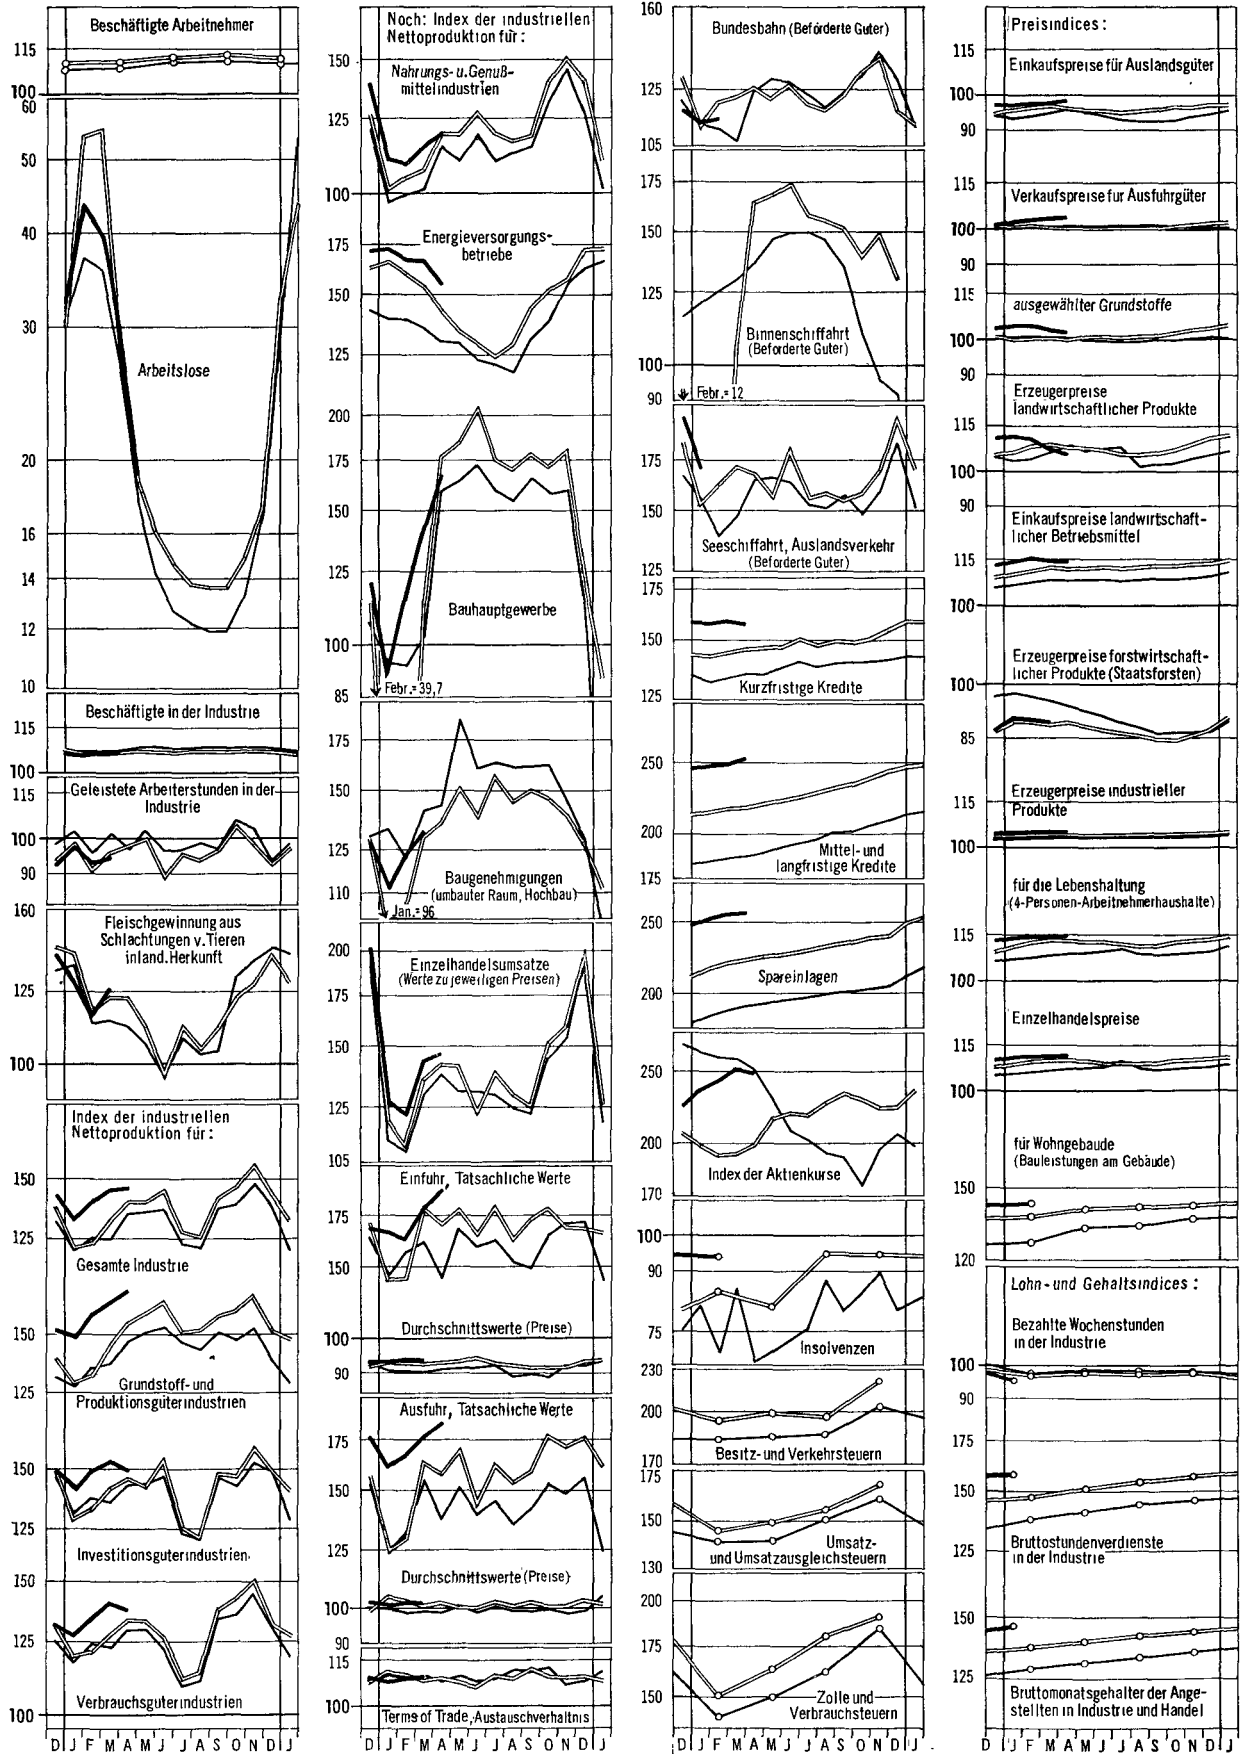 Beschäftigte Arbeitnehmer
115
100
60
50
40
30
20
16
14
12
10
Arbeitslose
Beschäftigte in der Industrie
115
100
Geleistete Arbeiterstunden in der
Industrie
115
100
90
160
Fleischgewinnung aus
Schlachtungen v. Tieren
inländ. Herkunft
125
100
Index der industriellen
Nettoproduktion für:
150
125
Gesamte Industrie
150
Grundstoff- und
125
Produktionsgüterindustrien
150
125
Investitionsgüterindustrien
150
125
Verbrauchsgüterindustrien
100
D J F M A M J J A S O N D J
Noch: Index der industriellen
Nettoproduktion für:
150
Nahrungs- u. Genuß-
mittelindustrien
125
100
Energieversorgungs-
betriebe
175
150
125
200
175
150
125
Bauhauptgewerbe
100
85
Febr.= 39,7
175
150
125
Baugenehmigungen
(umbauter Raum, Hochbau)
110
Jan.= 96
200
Einzelhandelsumsätze
(Werte zu jeweiligen Preisen)
175
150
125
105
Einfuhr, Tatsächliche Werte
175
150
Durchschnittswerte (Preise)
100
90
Ausfuhr, Tatsächliche Werte
175
150
125
Durchschnittswerte (Preise)
100
90
115
100
Terms of Trade, Austauschverhältnis
D J F M A M J J A S O N D J
160
Bundesbahn (Beförderte Güter)
125
105
175
150
125
Binnenschiffahrt
(Beförderte Güter)
100
90
Febr.= 12
175
150
Seeschiffahrt, Auslandsverkehr
(Beförderte Güter)
125
175
150
Kurzfristige Kredite
125
250
200
Mittel- und
langfristige Kredite
175
250
Spareinlagen
200
250
200
Index der Aktienkurse
170
100
90
75
Insolvenzen
230
200
Besitz- und Verkehrsteuern
170
175
150
Umsatz-
und Umsatzausgleichsteuern
130
200
175
150
Zölle und
Verbrauchsteuern
D J F M A M J J A S O N D J
Preisindices:
115
Einkaufspreise für Auslandsgüter
100
90
115
Verkaufspreise für Ausfuhrgüter
100
90
115
ausgewählter Grundstoffe
100
90
Erzeugerpreise
landwirtschaftlicher Produkte
115
100
90
Einkaufspreise landwirtschaft-
licher Betriebsmittel
115
100
Erzeugerpreise forstwirtschaft-
licher Produkte (Staatsforsten)
100
85
Erzeugerpreise industrieller
Produkte
115
100
für die Lebenshaltung
(4-Personen-Arbeitnehmerhaushalte)
115
100
Einzelhandelspreise
115
100
für Wohngebäude
(Bauleistungen am Gebäude)
150
120
Lohn- und Gehaltsindices:
Bezahlte Wochenstunden
in der Industrie
100
90
175
150
Bruttostundenverdienste
in der Industrie
125
150
125
Bruttomonatsgehälter der Ange-
stellten in Industrie und Handel
D J F M A M J J A S O N D J